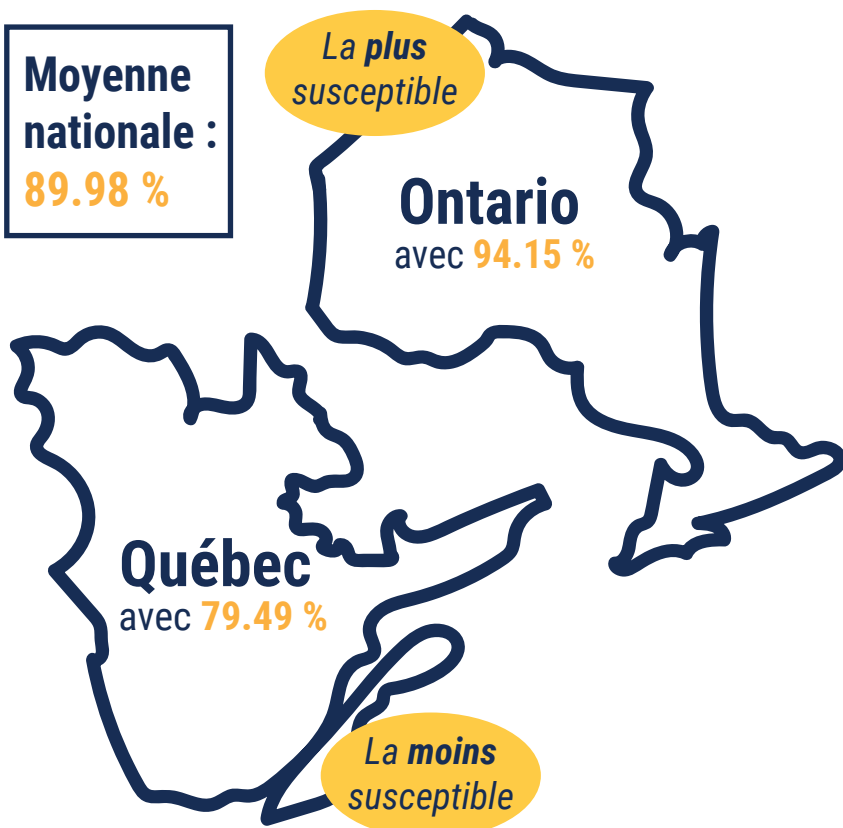 Moyenne
nationale :
89.98 %
La plus
susceptible
Ontario
avec 94.15 %
Québec
avec 79.49 %
La moins
susceptible